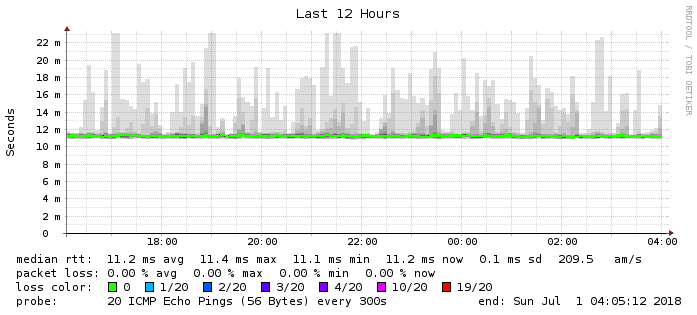 Last 12 Hours
RRDTOOL / TOBI OETIKER
Seconds
22 m
20 m
18 m
16 m
14 m
12 m
10 m
8 m
6 m
4 m
2 m
0
18:00 20:00 22:00 00:00 02:00 04:00
median rtt: 11.2 ms avg 11.4 ms max 11.1 ms min 11.2 ms now 0.1 ms sd 209.5 am/s
packet loss: 0.00 % avg 0.00 % max 0.00 % min 0.00 % now
loss color: 0 1/20 2/20 3/20 4/20 10/20 19/20
probe: 20 ICMP Echo Pings (56 Bytes) every 300s end: Sun Jul 1 04:05:12 2018